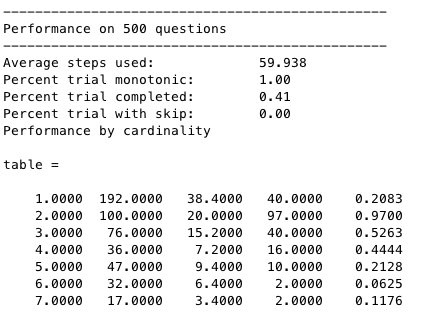 ------------------------------------------------
Performance on 500 questions
------------------------------------------------
Average steps used: 59.938
Percent trial monotonic: 1.00
Percent trial completed: 0.41
Percent trial with skip: 0.00
Performance by cardinality
table =
1.0000 192.0000 38.4000 40.0000 0.2083
2.0000 100.0000 20.0000 97.0000 0.9700
3.0000 76.0000 15.2000 40.0000 0.5263
4.0000 36.0000 7.2000 16.0000 0.4444
5.0000 47.0000 9.4000 10.0000 0.2128
6.0000 32.0000 6.4000 2.0000 0.0625
7.0000 17.0000 3.4000 2.0000 0.1176